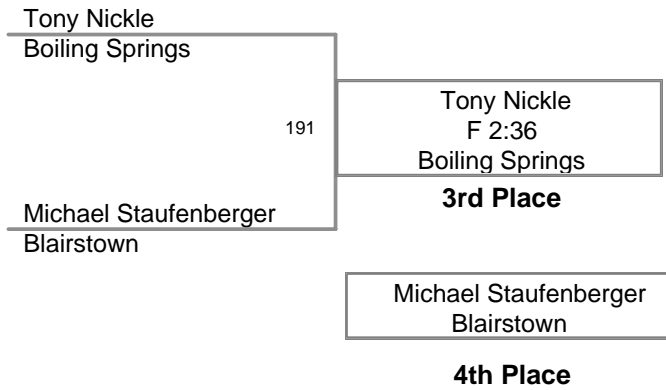 Tony Nickle
Boiling Springs
191
Tony Nickle
F 2:36
Boiling Springs
3rd Place
Michael Staufenberger
Blairstown
Michael Staufenberger
Blairstown
4th Place